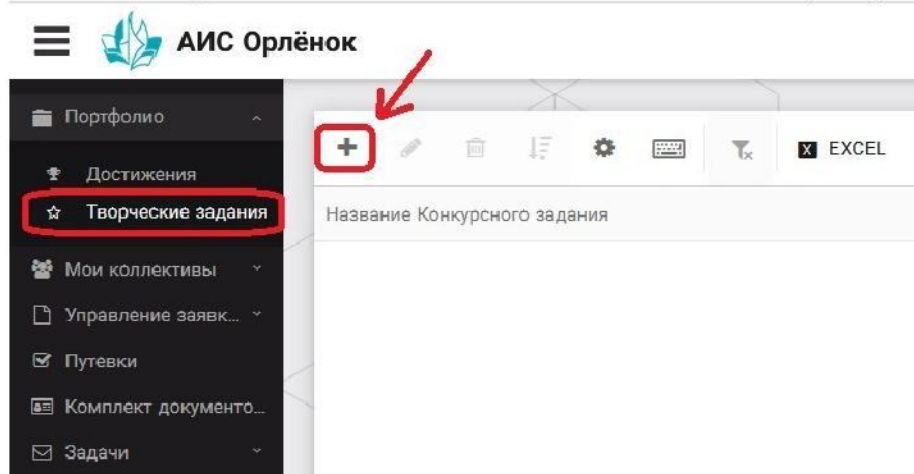 АИС Орлёнок
Портфолио
Достижения
Творческие задания
Мои коллективы
Управление заявк...
Путевки
Комплект документо...
Задачи
X EXCEL
Название Конкурсного задания